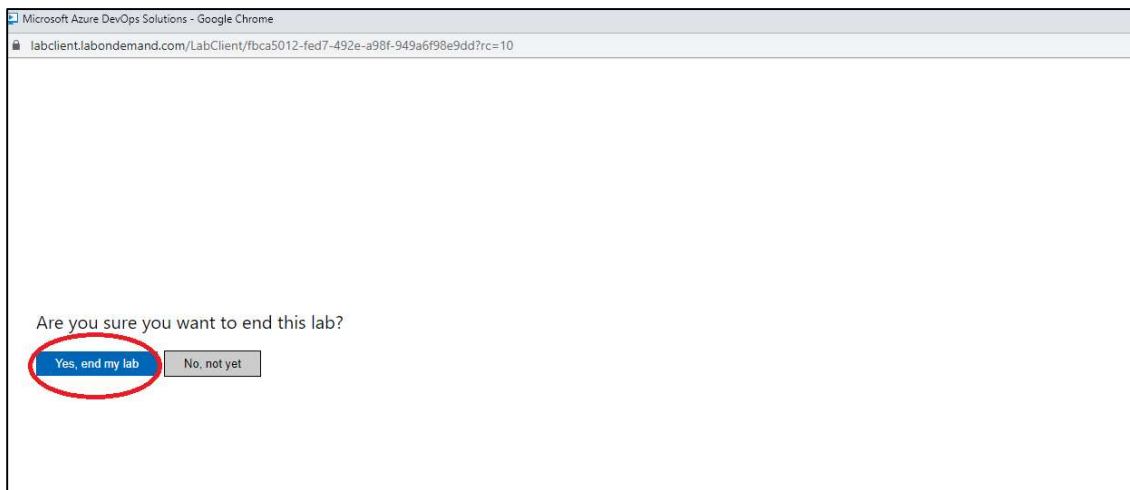 Microsoft Azure DevOps Solutions - Google Chrome
labclient.labondemand.com/LabClient/fbca5012-fed7-492e-a98f-949a6f98e9dd?rc=10
Are you sure you want to end this lab?
Yes, end my lab No, not yet